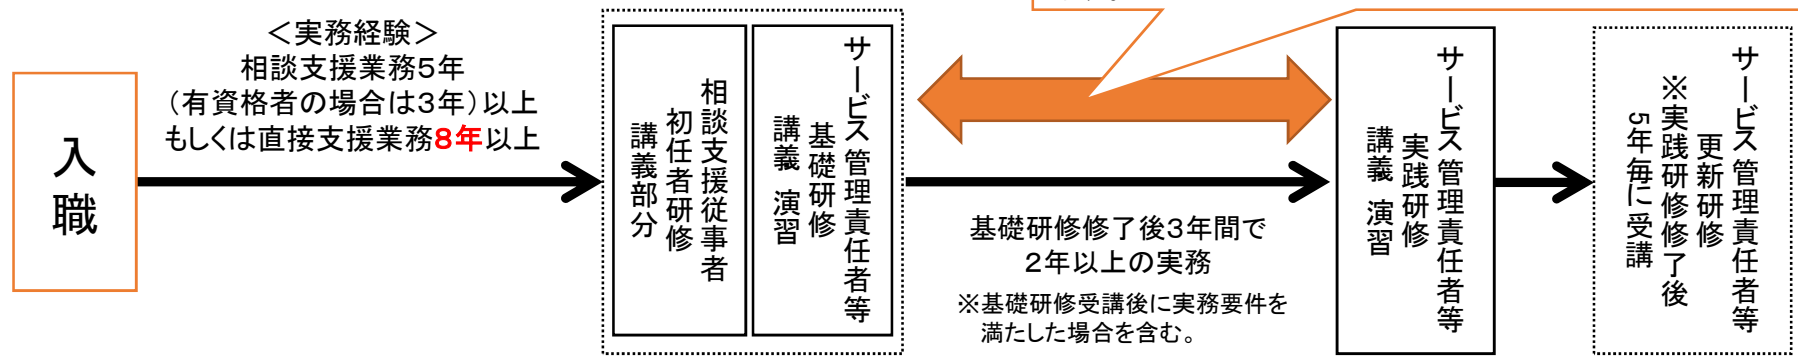 入職
＜実務経験＞
相談支援業務5年
（有資格者の場合は3年）以上
もしくは直接支援業務8年以上
相談支援従事者
初任者研修
講義部分
サービス管理責任者等
基礎研修
講義 演習
基礎研修修了後3年間で
2年以上の実務
※基礎研修受講後に実務要件を
満たした場合を含む。
サービス管理責任者等
実践研修
講義 演習
サービス管理責任者等
更新研修
※実践研修修了後
5年毎に受講